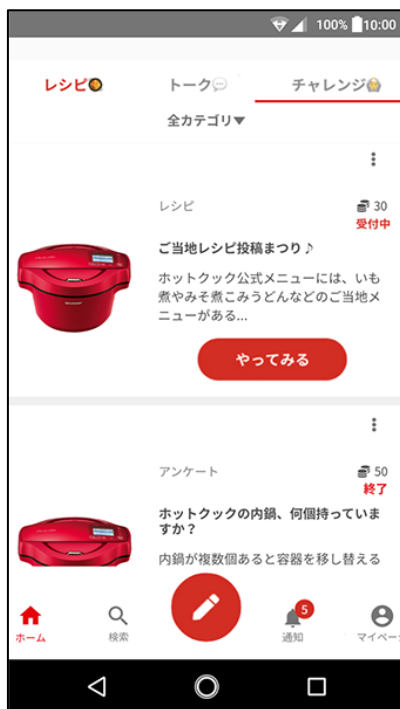 100% 10:00
レシピ🥘 トーク💬 チャレンジ
全カテゴリ▼
レシピ 30
受付中
ご当地レシピ投稿まつり♪
ホットクック公式メニューには、いも
煮やみそ煮こみうどんなどのご当地メ
ニューがある...
やってみる
アンケート 50
終了
ホットクックの内鍋、何個持っていま
すか？
内鍋が複数個あると容器を移し替える
5
ホーム 検索 通知 マイページ